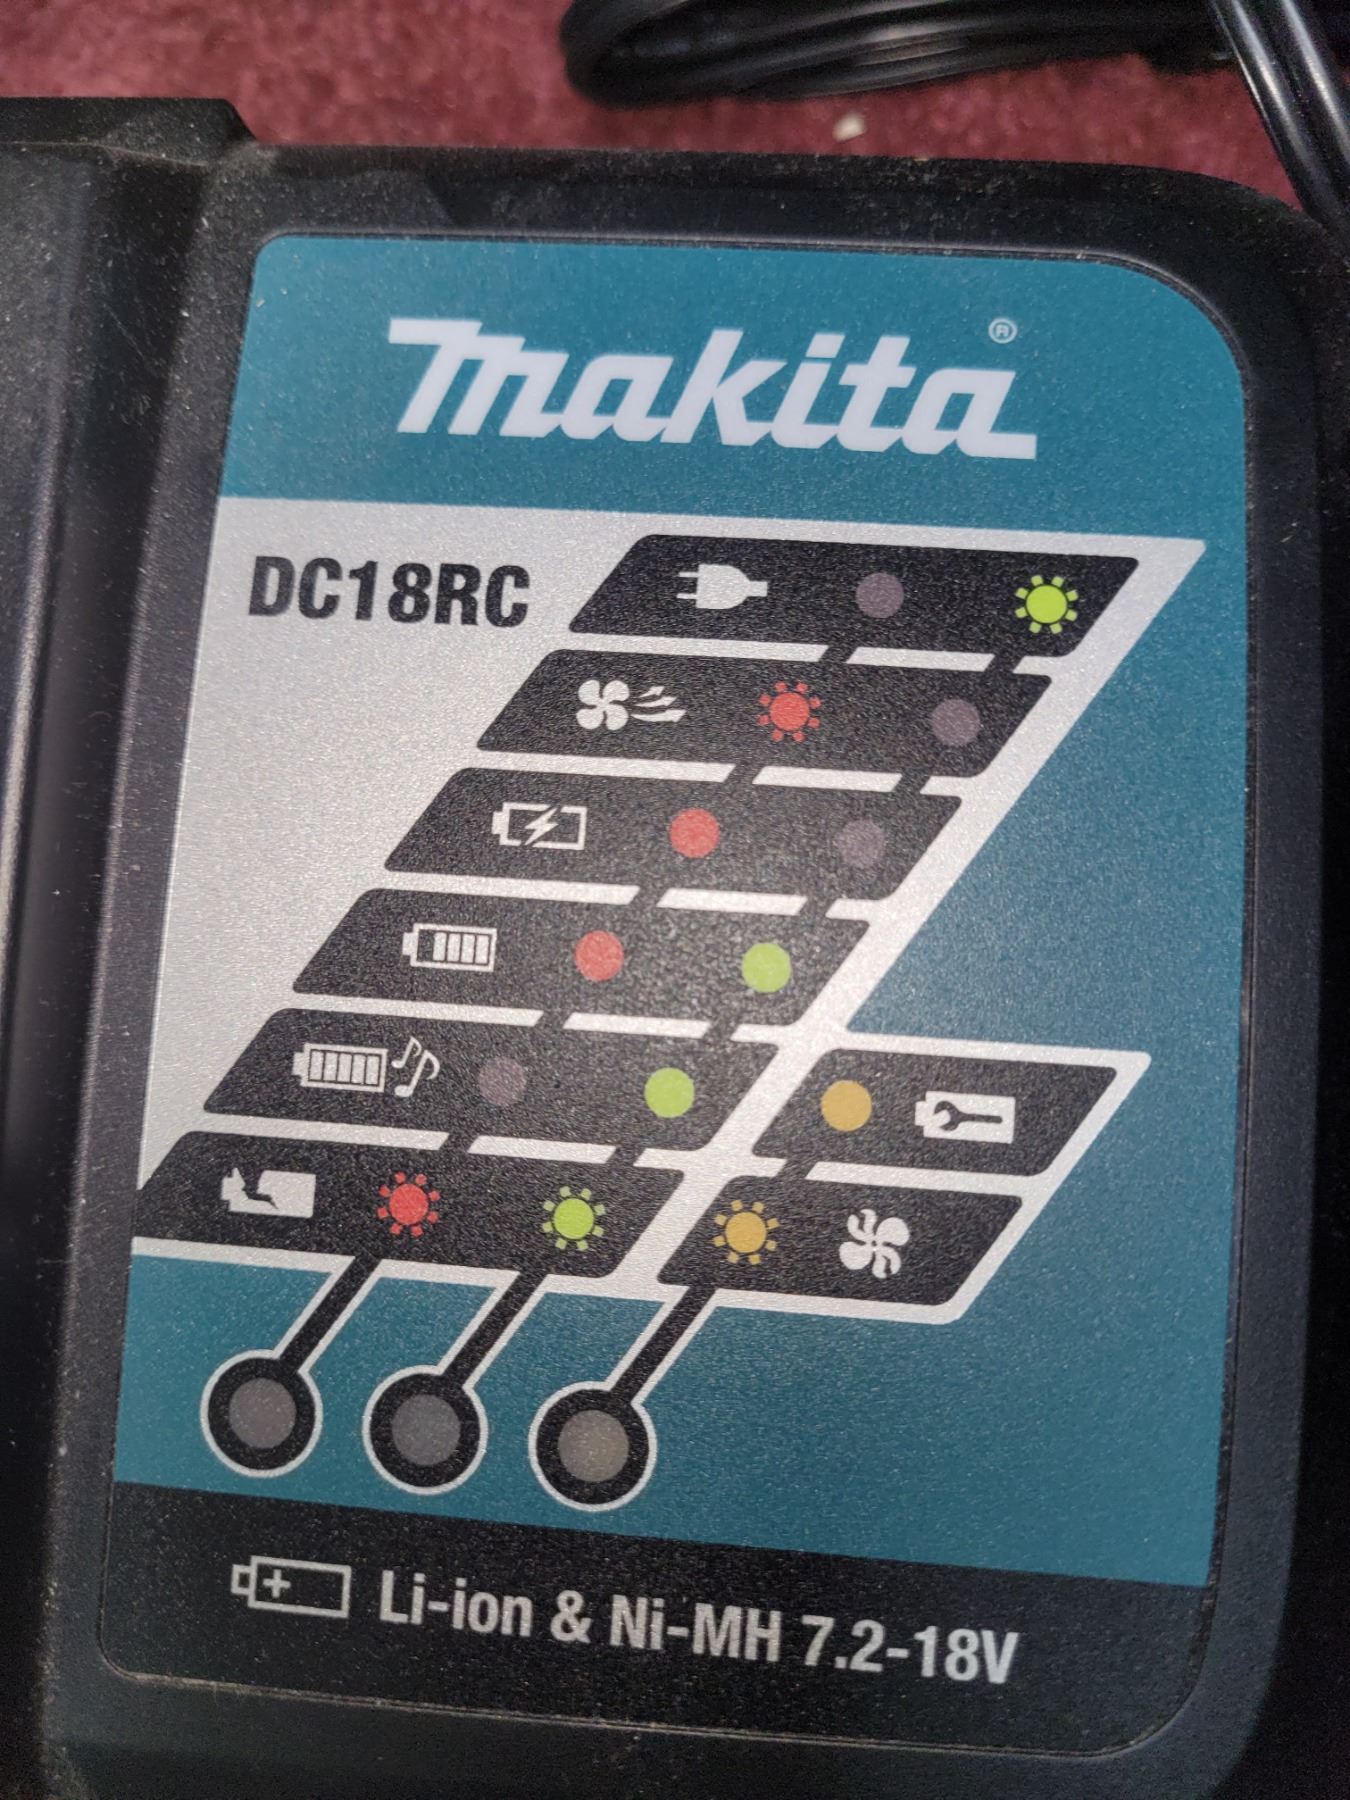 makita®
DC18RC
Li-ion & Ni-MH 7.2-18V